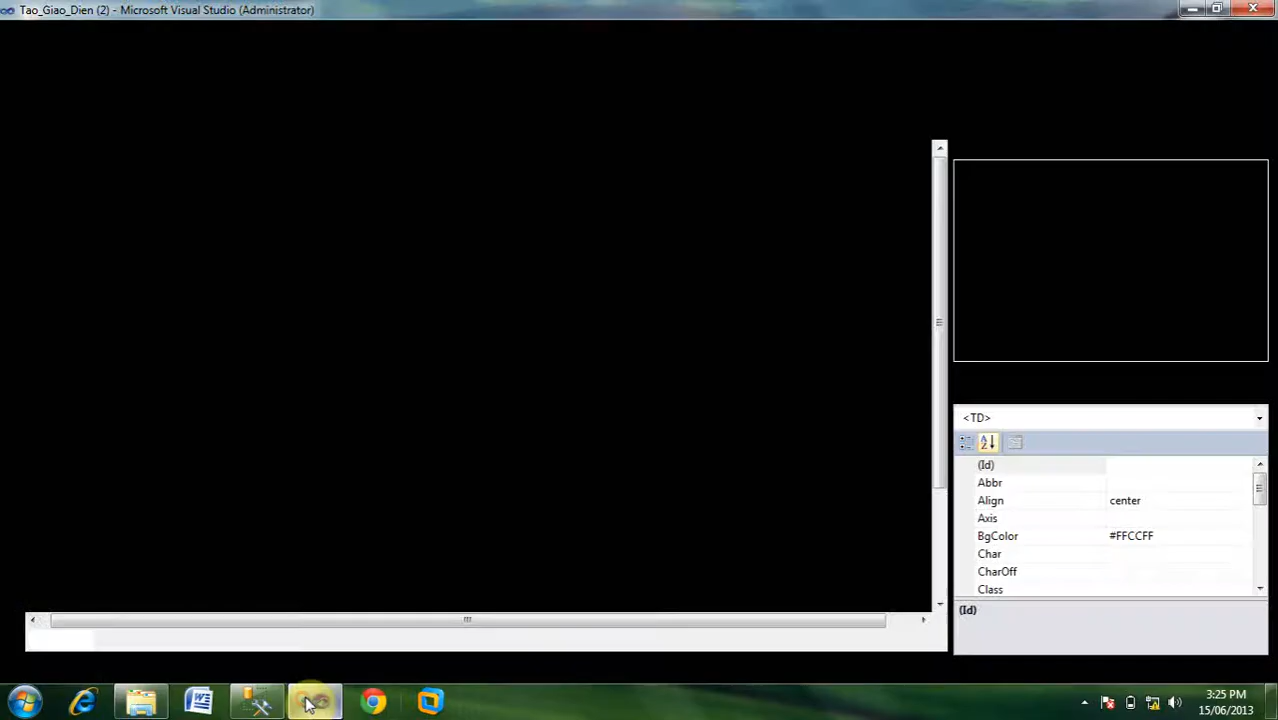 Tao_Giao_Dien (2) - Microsoft Visual Studio (Administrator)
<TD>
(Id)
Abbr
Align center
Axis
BgColor #FFCCFF
Char
CharOff
Class
(Id)
3:25 PM
15/06/2013